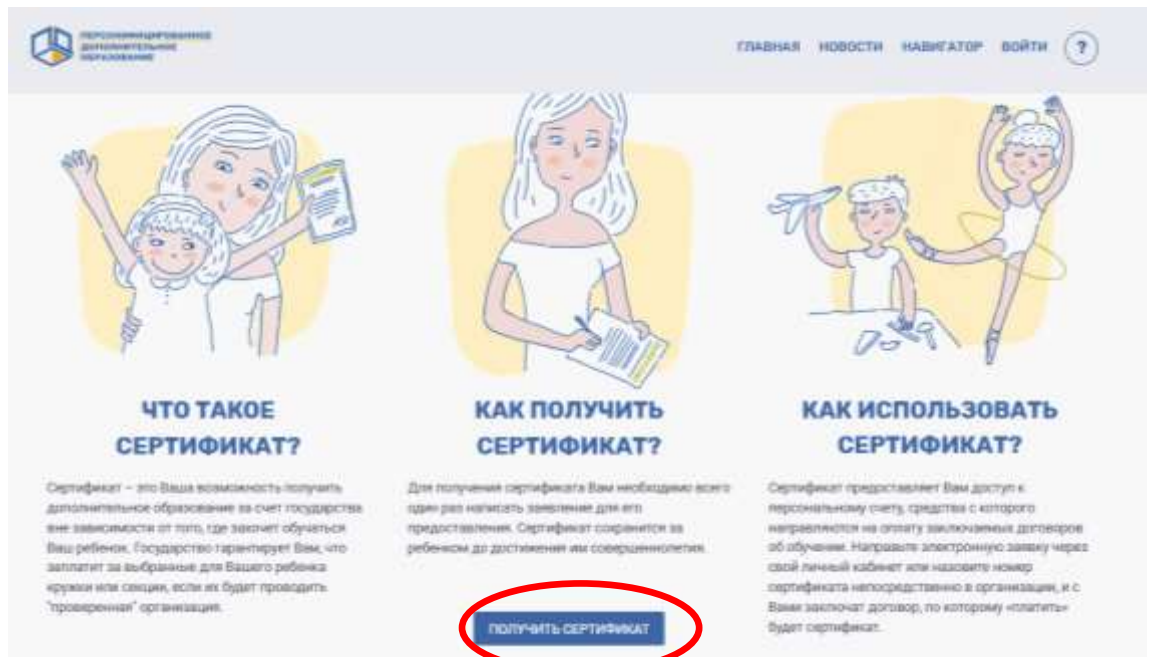 ПЕРСОНИФИЦИРОВАННОЕ
ДОПОЛНИТЕЛЬНОЕ
ОБРАЗОВАНИЕ
ГЛАВНАЯ НОВОСТИ НАВИГАТОР ВОЙТИ ?
ЧТО ТАКОЕ
СЕРТИФИКАТ?
Сертификат – это Ваша возможность получить
дополнительное образование за счет государства
вне зависимости от того, где захочет обучаться
Ваш ребенок. Государство гарантирует Вам, что
заплатит за выбранные для Вашего ребенка
кружки или секции, если их будет проводить
"проверенная" организация.
КАК ПОЛУЧИТЬ
СЕРТИФИКАТ?
Для получения сертификата Вам необходимо всего
один раз написать заявление для его
предоставления. Сертификат сохранится за
ребенком до достижения им совершеннолетия.
ПОЛУЧИТЬ СЕРТИФИКАТ
КАК ИСПОЛЬЗОВАТЬ
СЕРТИФИКАТ?
Сертификат предоставляет Вам доступ к
персональному счету, средства с которого
направляются на оплату заключаемых договоров
об обучении. Направьте электронную заявку через
свой личный кабинет или назовите номер
сертификата непосредственно в организации, и с
Вами заключат договор, по которому «платить»
будет сертификат.